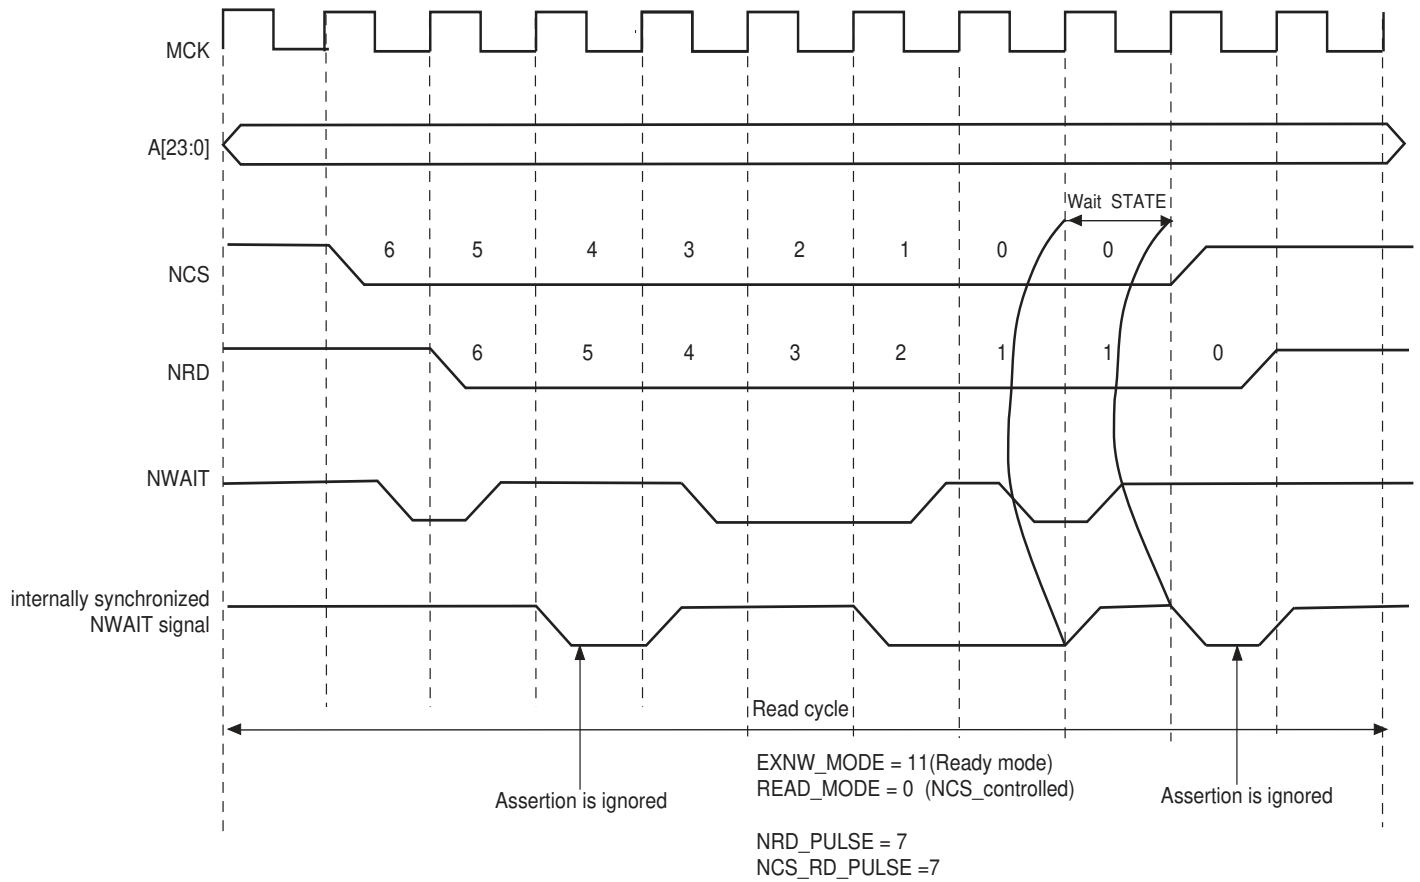 MCK
A[23:0]
Wait STATE
6 5 4 3 2 1 0 0
NCS
6 5 4 3 2 1 1 0
NRD
NWAIT
internally synchronized
NWAIT signal
Read cycle
EXNW_MODE = 11(Ready mode)
READ_MODE = 0 (NCS_controlled)
Assertion is ignored
Assertion is ignored
NRD_PULSE = 7
NCS_RD_PULSE =7